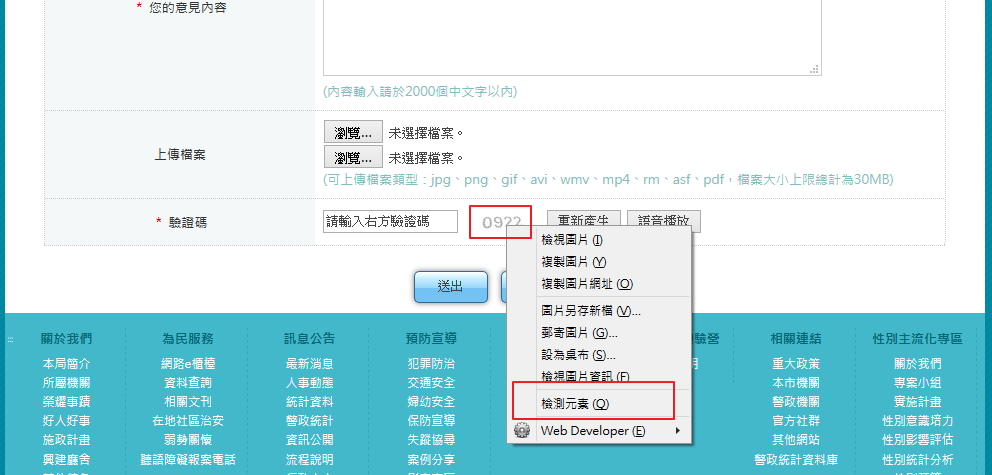 * 您的意見內容
(內容輸入請於2000個中文字以內)
上傳檔案
瀏覽... 未選擇檔案。
瀏覽... 未選擇檔案。
(可上傳檔案類型：jpg、png、gif、avi、wmv、mp4、rm、asf、pdf，檔案大小上限總計為30MB)
* 驗證碼 請輸入右方驗證碼 0922 重新產生 語音播放
檢視圖片 (I)
複製圖片 (Y)
複製圖片網址 (O)
圖片另存新檔 (V)...
郵寄圖片 (G)...
設為桌布 (S)...
檢視圖片資訊 (F)
檢測元素 (Q)
Web Developer (E)
送出
關於我們 為民服務 訊息公告 預防宣導 驗營 相關連結 性別主流化專區
本局簡介 網路e櫃檯 最新消息 犯罪防治 重大政策 關於我們
所屬機關 資料查詢 人事動態 交通安全 本市機關 專案小組
榮耀事蹟 相關文刊 統計資料 婦幼安全 警政機關 實施計畫
好人好事 在地社區治安 警政統計 保防宣導 官方社群 性別意識培力
施政計畫 弱勢關懷 資訊公開 失蹤協尋 其他網站 性別影響評估
興建廳舍 聽語障礙報案電話 流程說明 案例分享 警政統計資料庫 性別統計分析